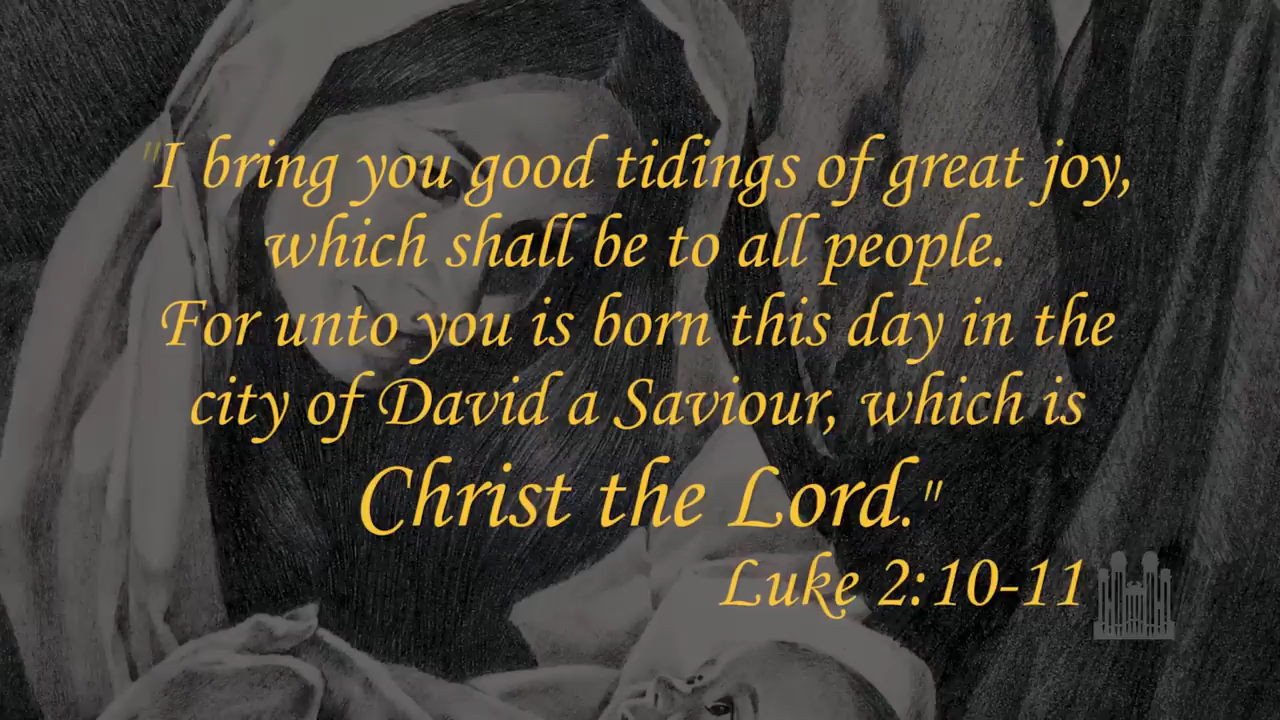 "I bring you good tidings of great joy,
which shall be to all people.
For unto you is born this day in the
city of David a Saviour, which is
Christ the Lord."
Luke 2:10-11